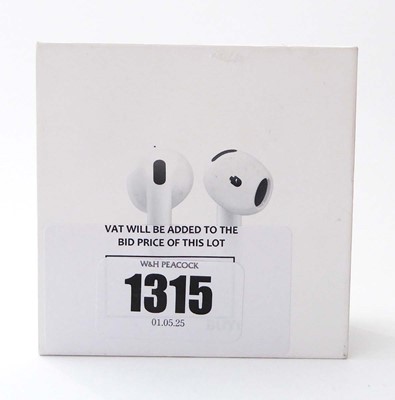 VAT WILL BE ADDED TO THE
BID PRICE OF THIS LOT
W&H PEACOCK
1315
01.05.25